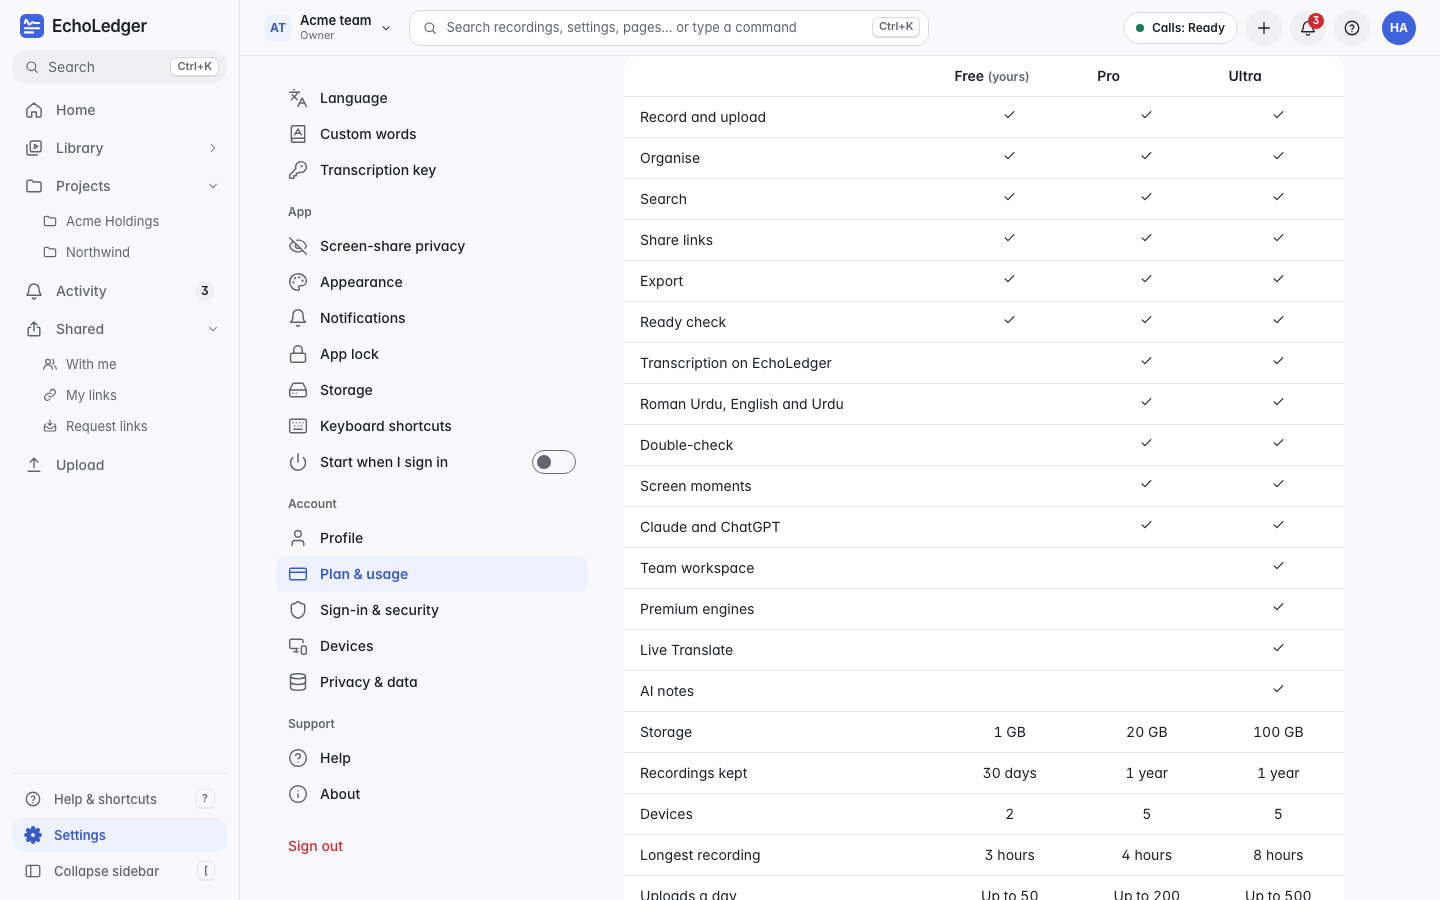 EchoLedger
Search Ctrl+K
Home
Library
Projects
Acme Holdings
Northwind
Activity 3
Shared
With me
My links
Request links
Upload
Help & shortcuts ?
Settings
Collapse sidebar [
AT Acme team
Owner
Search recordings, settings, pages... or type a command Ctrl+K
Calls: Ready
3
HA
Language
Custom words
Transcription key
App
Screen-share privacy
Appearance
Notifications
App lock
Storage
Keyboard shortcuts
Start when I sign in
Account
Profile
Plan & usage
Sign-in & security
Devices
Privacy & data
Support
Help
About
Sign out
Free (yours) Pro Ultra
Record and upload
Organise
Search
Share links
Export
Ready check
Transcription on EchoLedger
Roman Urdu, English and Urdu
Double-check
Screen moments
Claude and ChatGPT
Team workspace
Premium engines
Live Translate
AI notes
Storage 1 GB 20 GB 100 GB
Recordings kept 30 days 1 year 1 year
Devices 2 5 5
Longest recording 3 hours 4 hours 8 hours
Uploads a day Up to 50 Up to 200 Up to 500